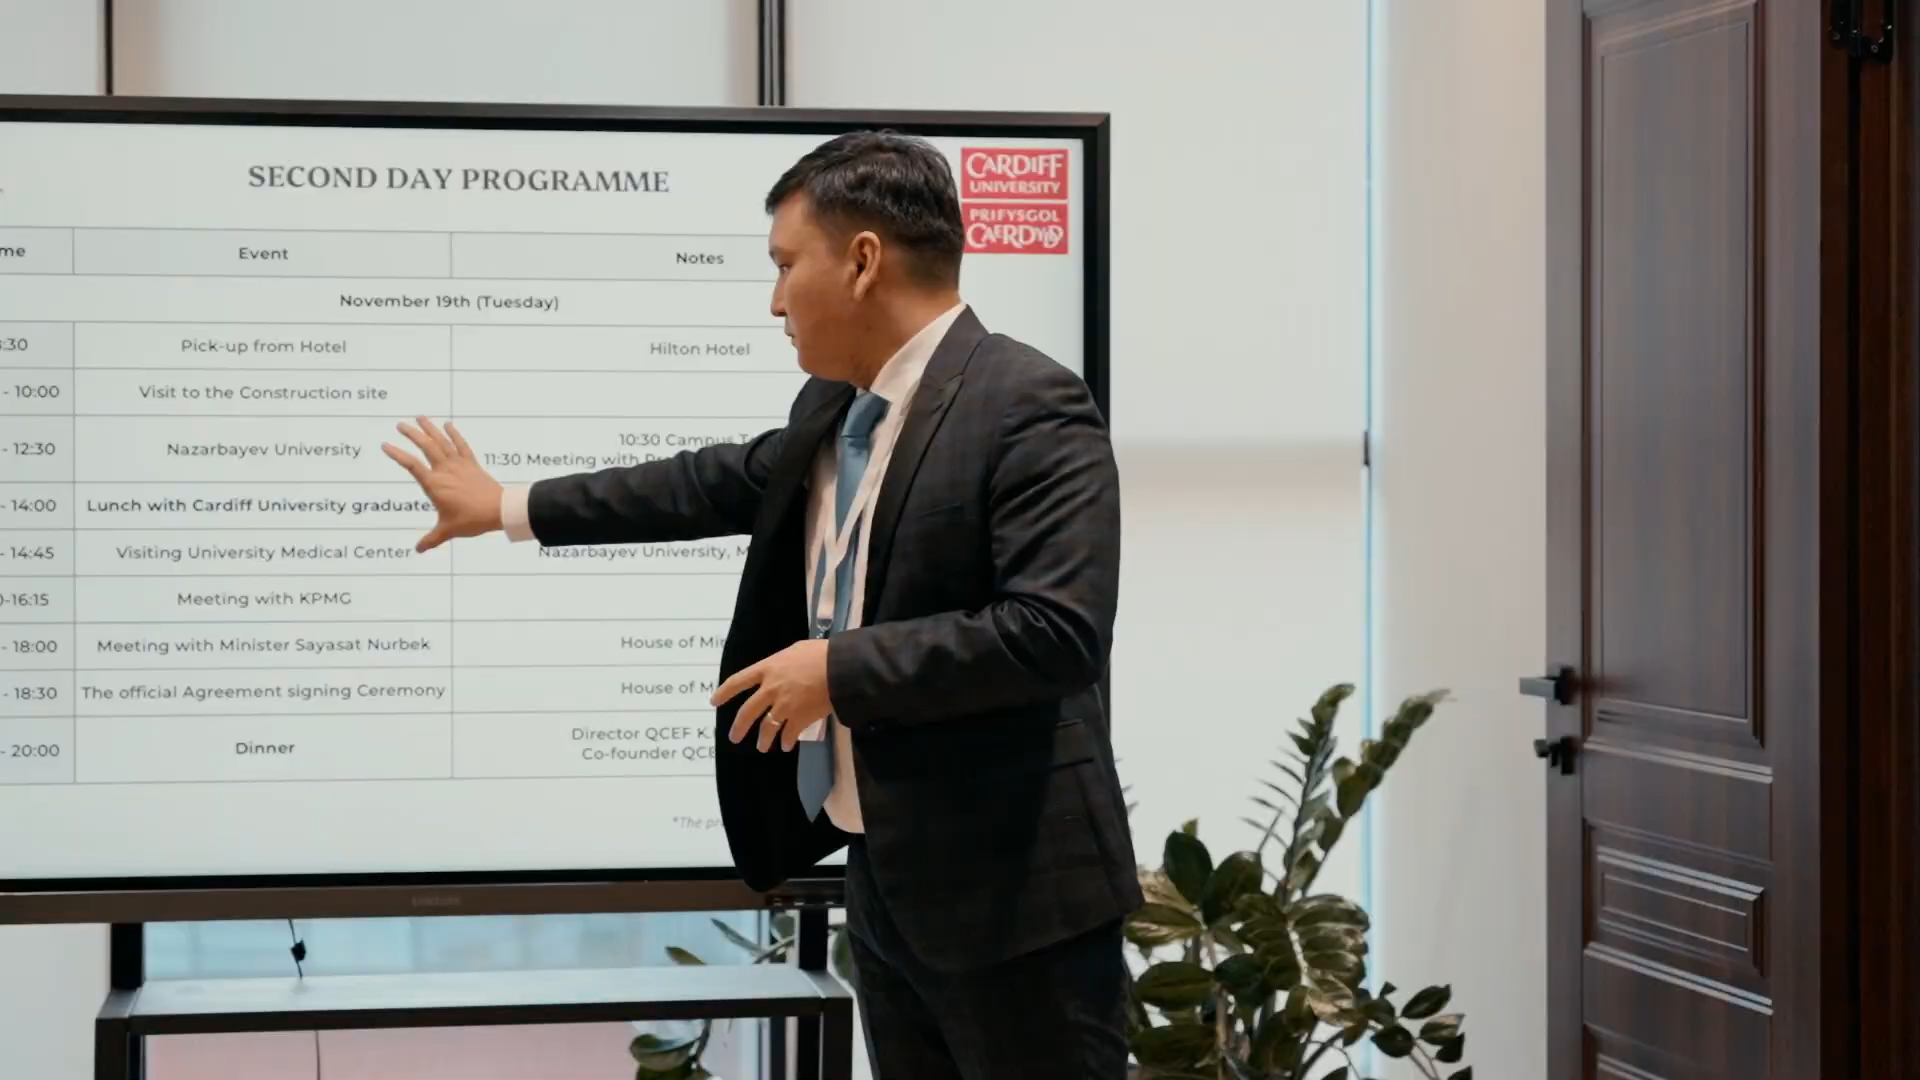 SECOND DAY PROGRAMME
CARDIFF
UNIVERSITY
PRIFYSGOL
CAERDYDD
Event
Notes
November 19th (Tuesday)
:30
Pick-up from Hotel
Hilton Hotel
- 10:00
Visit to the Construction site
- 12:30
Nazarbayev University
10:30 Campus
11:30 Meeting with
- 14:00
Lunch with Cardiff University graduates
- 14:45
Visiting University Medical Center
Nazarbayev University,
-16:15
Meeting with KPMG
- 18:00
Meeting with Minister Sayasat Nurbek
House of
- 18:30
The official Agreement signing Ceremony
House of
- 20:00
Dinner
Director QCEF
Co-founder
*The